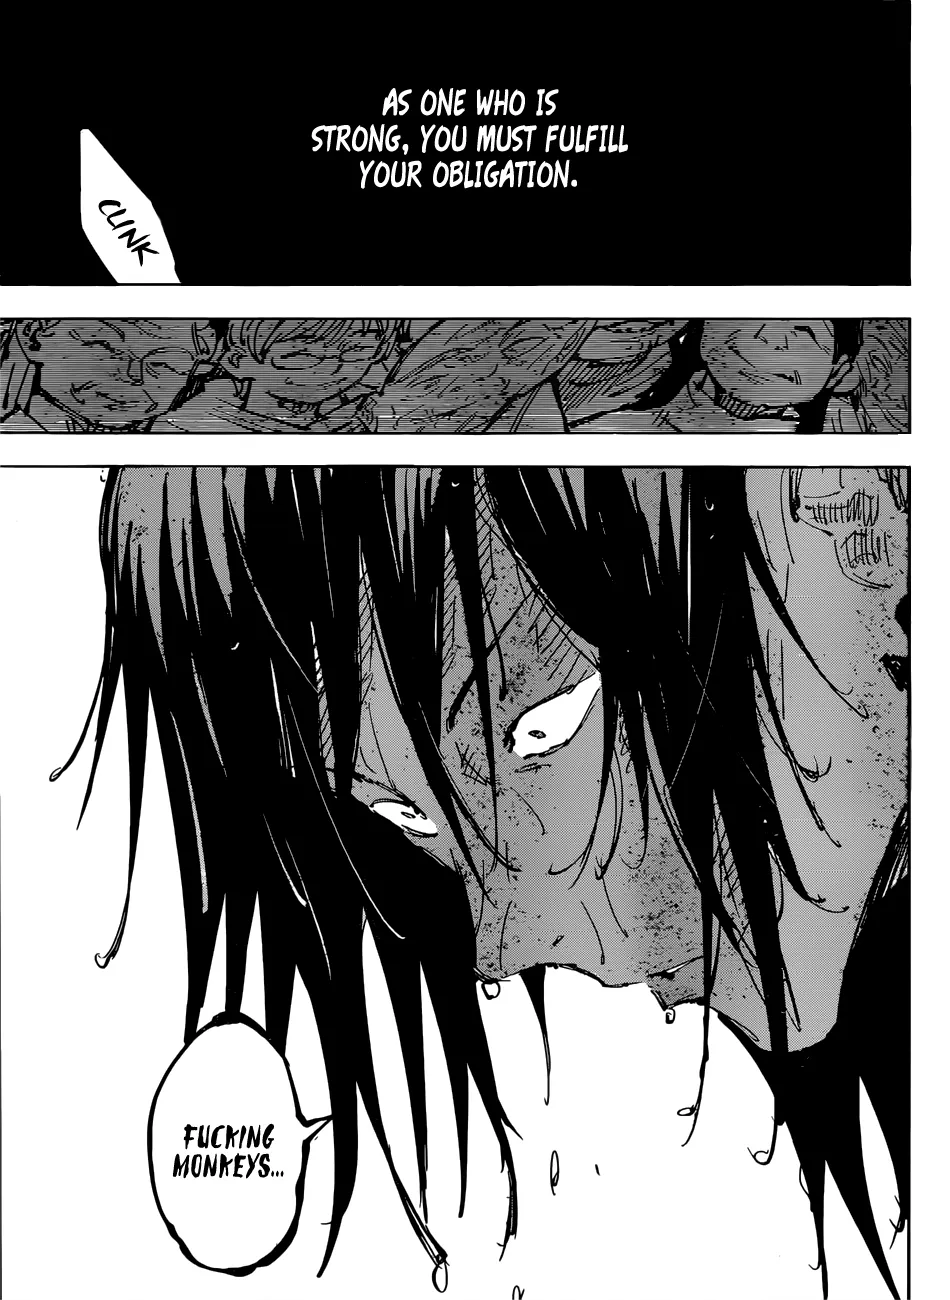 AS ONE WHO IS
STRONG, YOU MUST FULFILL
YOUR OBLIGATION.
CLINK
FUCKING
MONKEYS...